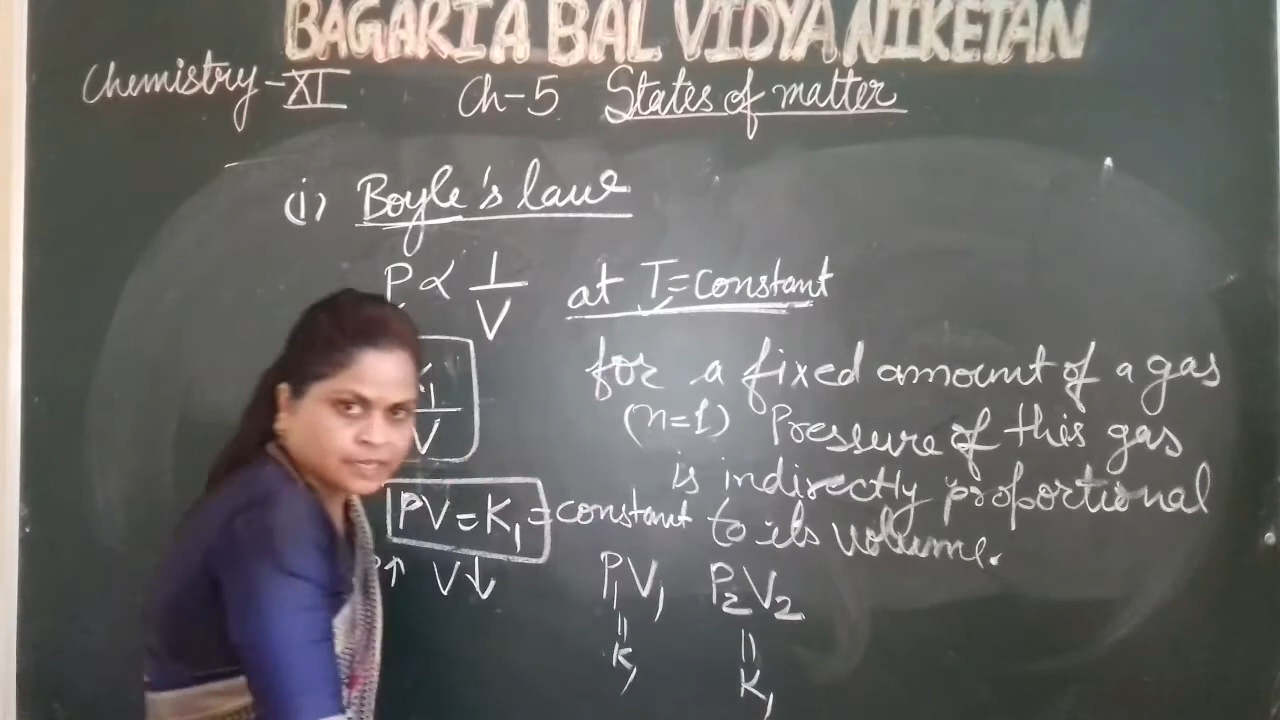 BAGARIA BAL VIDYA NIKETAN
Chemistry-XI Ch-5 States of matter
(i) Boyle's law
P ∝ 1/V at T=constant
for a fixed amount of a gas
(n=1) Pressure of this gas
is indirectly proportional
to its volume.
K1/V
PV=K1=constant
P↑ V↓
P1V1 P2V2
=K1 =K1